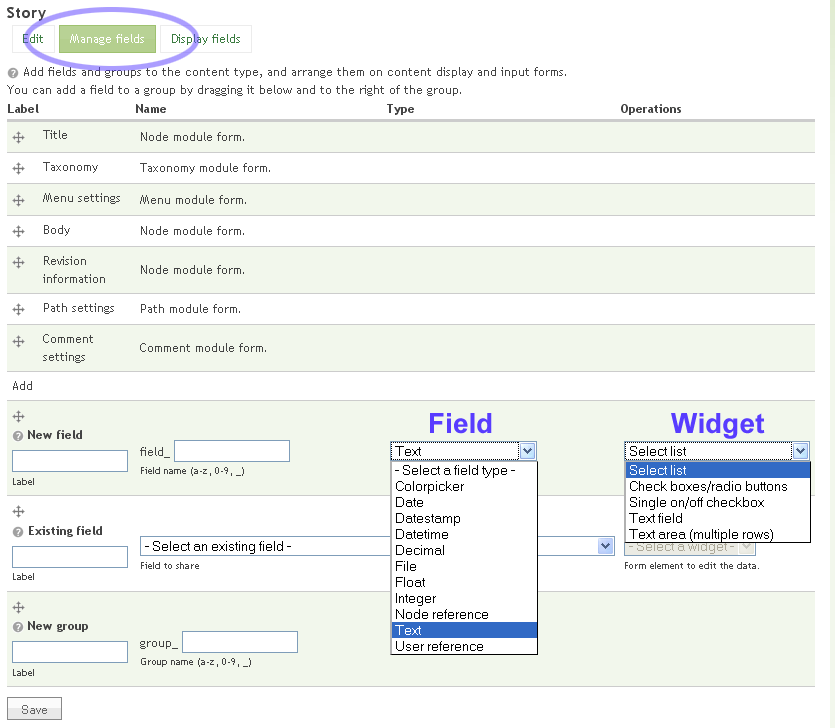 Story
Edit Manage fields Display fields
Add fields and groups to the content type, and arrange them on content display and input forms.
You can add a field to a group by dragging it below and to the right of the group.
Label Name Type Operations
Title Node module form.
Taxonomy Taxonomy module form.
Menu settings Menu module form.
Body Node module form.
Revision
information
Node module form.
Path settings Path module form.
Comment
settings
Comment module form.
Add
Field Widget
New field
field_
Text
Select list
Label
Field name (a-z, 0-9, _)
- Select a field type -
Colorpicker
Date
Datestamp
Datetime
Decimal
File
Float
Integer
Node reference
Text
User reference
Select list
Check boxes/radio buttons
Single on/off checkbox
Text field
Text area (multiple rows)
Existing field
- Select an existing field -
- Select a widget -
Label
Field to share
Form element to edit the data.
New group
group_
Label
Group name (a-z, 0-9, _)
Save